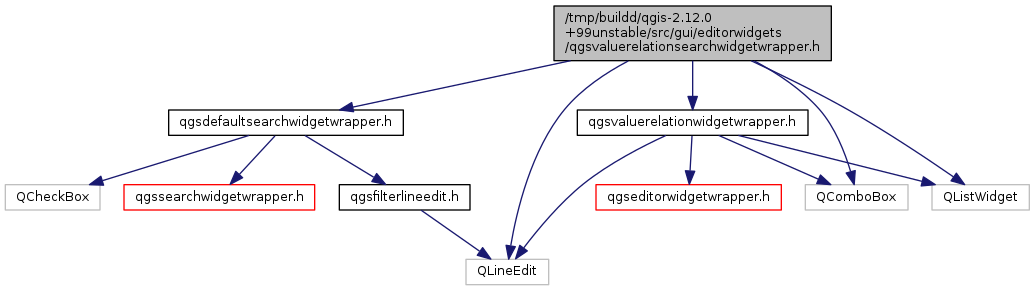 /tmp/buildd/qgis-2.12.0
+99unstable/src/gui/editorwidgets
/qgsvaluerelationsearchwidgetwrapper.h
qgsdefaultsearchwidgetwrapper.h
qgsvaluerelationwidgetwrapper.h
QCheckBox
qgssearchwidgetwrapper.h
qgsfilterlineedit.h
qgseditorwidgetwrapper.h
QComboBox
QListWidget
QLineEdit